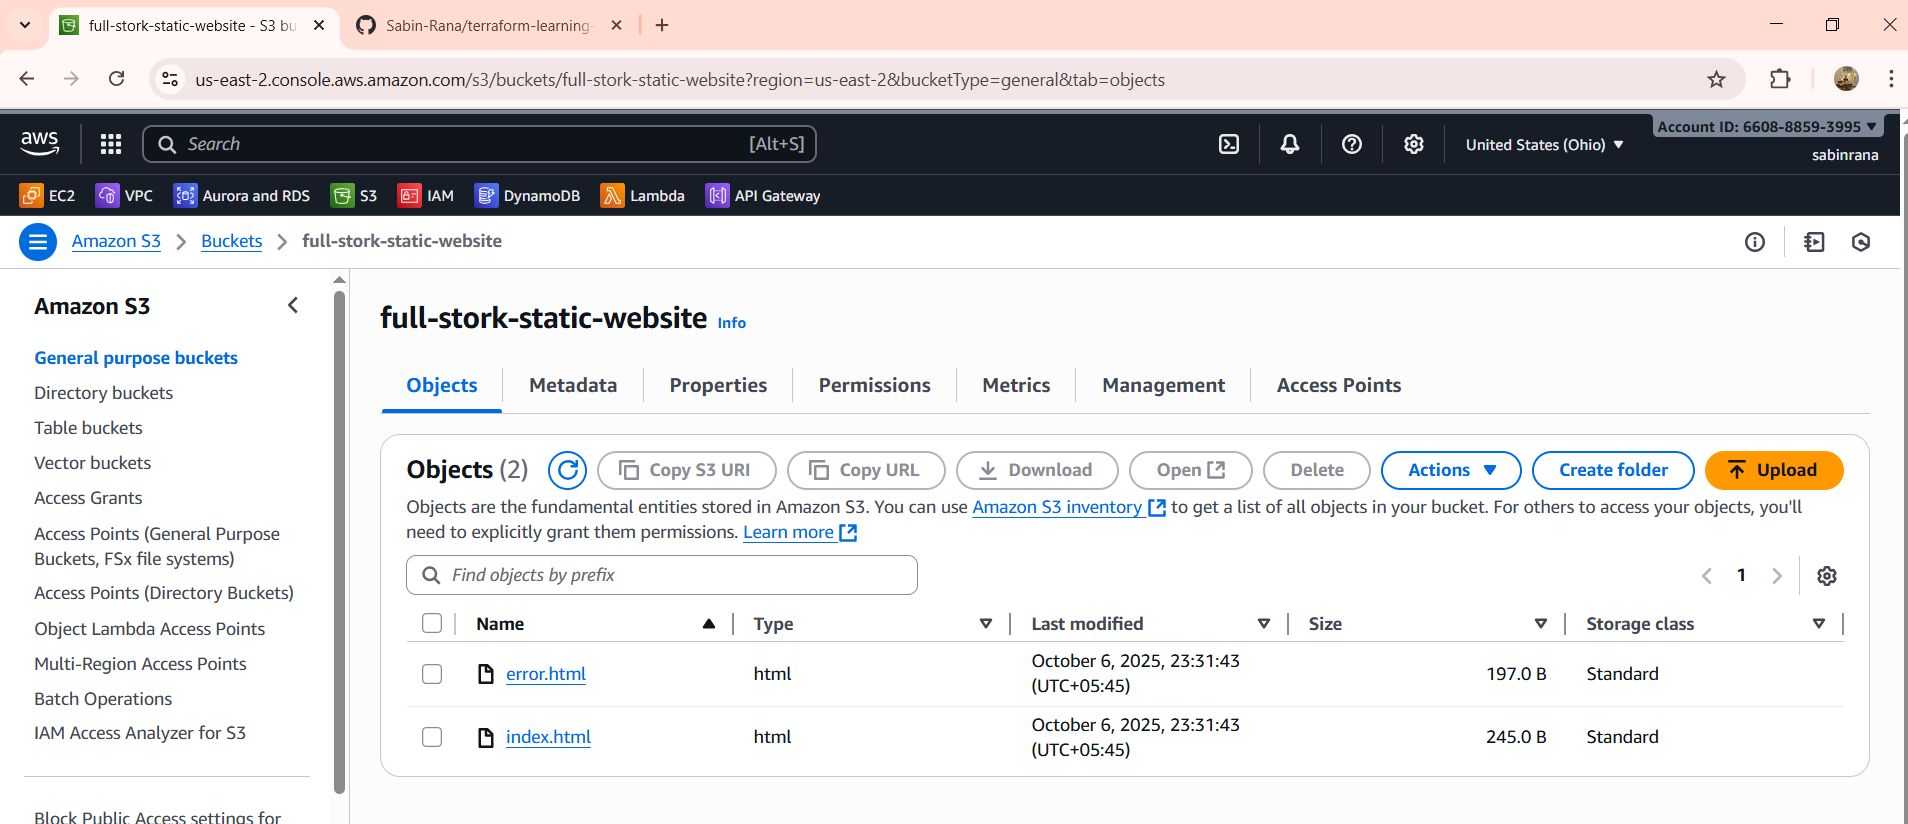 full-stork-static-website - S3 bu
Sabin-Rana/terraform-learning-
us-east-2.console.aws.amazon.com/s3/buckets/full-stork-static-website?region=us-east-2&bucketType=general&tab=objects
aws
Search
[Alt+S]
United States (Ohio)
Account ID: 6608-8859-3995
sabinrana
EC2
VPC
Aurora and RDS
S3
IAM
DynamoDB
Lambda
API Gateway
Amazon S3
Buckets
full-stork-static-website
Amazon S3
General purpose buckets
Directory buckets
Table buckets
Vector buckets
Access Grants
Access Points (General Purpose
Buckets, FSx file systems)
Access Points (Directory Buckets)
Object Lambda Access Points
Multi-Region Access Points
Batch Operations
IAM Access Analyzer for S3
Block Public Access settings for
full-stork-static-website Info
Objects
Metadata
Properties
Permissions
Metrics
Management
Access Points
Objects (2)
Copy S3 URI
Copy URL
Download
Open
Delete
Actions
Create folder
Upload
Objects are the fundamental entities stored in Amazon S3. You can use Amazon S3 inventory to get a list of all objects in your bucket. For others to access your objects, you'll
need to explicitly grant them permissions. Learn more
Find objects by prefix
1
Name
Type
Last modified
Size
Storage class
error.html
html
October 6, 2025, 23:31:43
(UTC+05:45)
197.0 B
Standard
index.html
html
October 6, 2025, 23:31:43
(UTC+05:45)
245.0 B
Standard